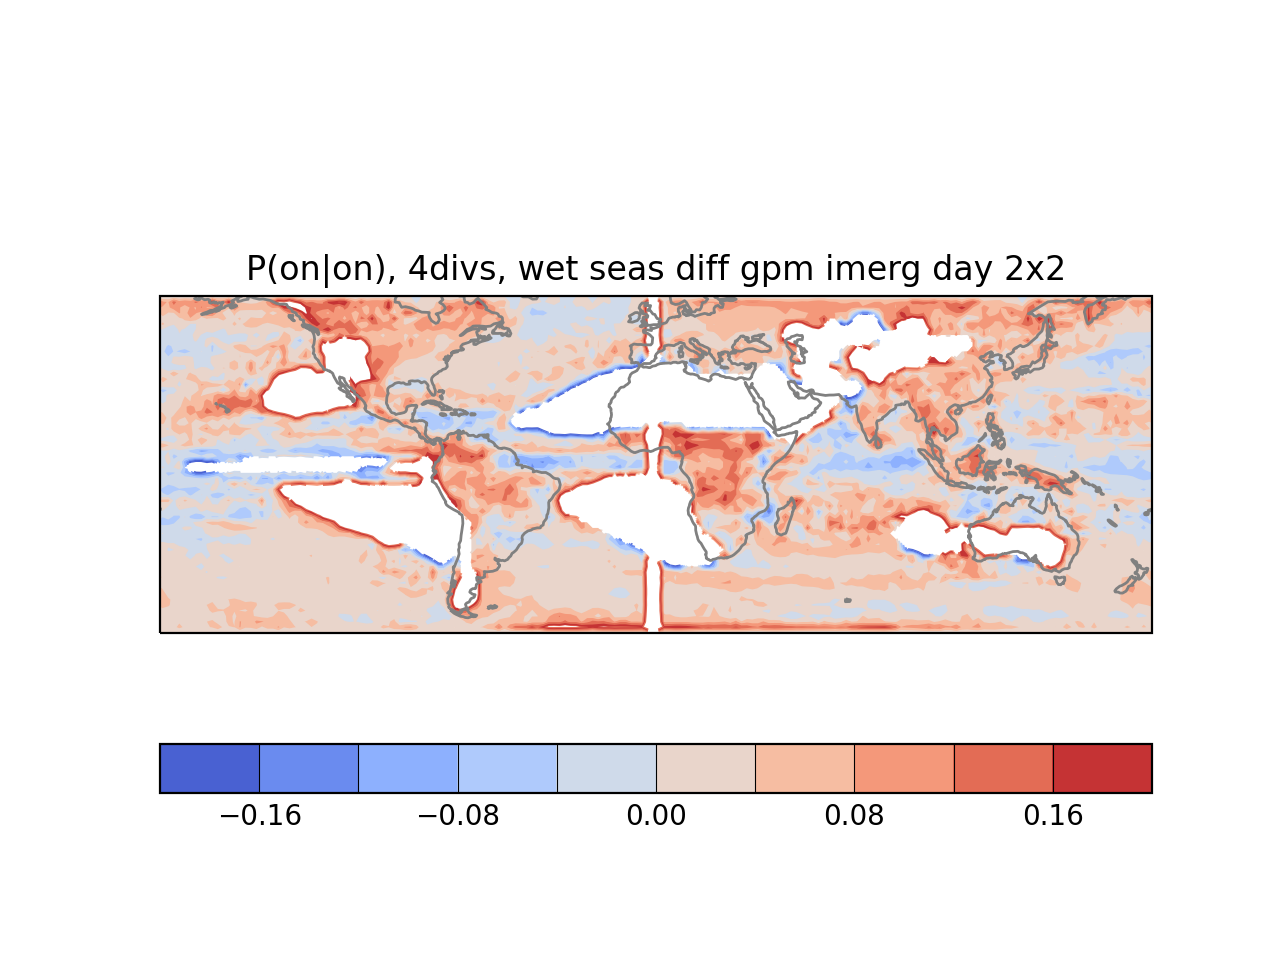 P(on|on), 4divs, wet seas diff gpm imerg day 2x2
−0.16 −0.08 0.00 0.08 0.16